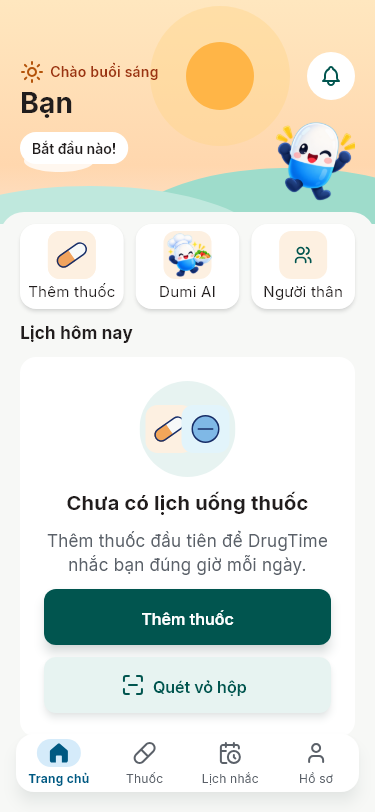 Chào buổi sáng
Bạn
Bắt đầu nào!
Thêm thuốc
Dumi AI
Người thân
Lịch hôm nay
Chưa có lịch uống thuốc
Thêm thuốc đầu tiên để DrugTime
nhắc bạn đúng giờ mỗi ngày.
Thêm thuốc
Quét vỏ hộp
Trang chủ
Thuốc
Lịch nhắc
Hồ sơ